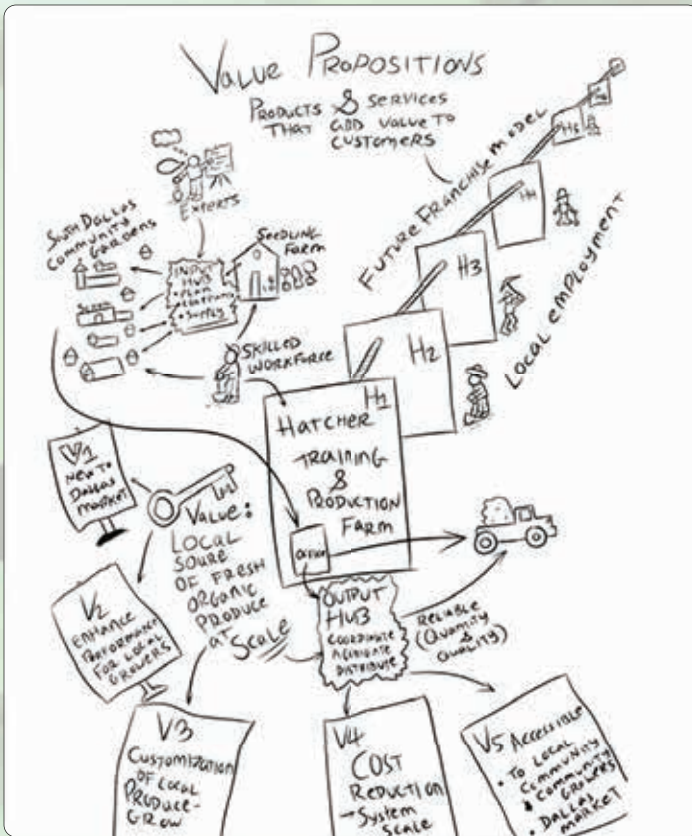 VALUE PROPOSITIONS
PRODUCTS & SERVICES
THAT ADD VALUE TO
CUSTOMERS
EXPERTS
SOUTH DALLAS
COMMUNITY
GARDENS
INPUT
HUB
• PLAN
• SUPPLY
SEEDLING
FARM
SKILLED
WORKFORCE
FUTURE FRANCHISE MODEL
LOCAL EMPLOYMENT
H5
H4
H3
H2
H1
HATCHER
TRAINING
&
PRODUCTION
FARM
V1
NEW TO
DALLAS
MARKET
VALUE:
LOCAL
SOURE
OF FRESH
ORGANIC
PRODUCE
AT
SCALE
V2
ENHANCE
PERFORMANCE
FOR LOCAL
GROWERS
OUTPUT
HUB
COORDINATE
DISTRIBUTE
RELIABLE
(QUANTITY
&
QUALITY)
V3
CUSTOMIZATION
OF LOCAL
PRODUCE-
GROW
V4
COST
REDUCTION
→ SYSTEM
SCALE
V5 ACCESSIBLE
• TO LOCAL
COMMUNITY
& COMMUNITY
GROWERS
• DALLAS
MARKET